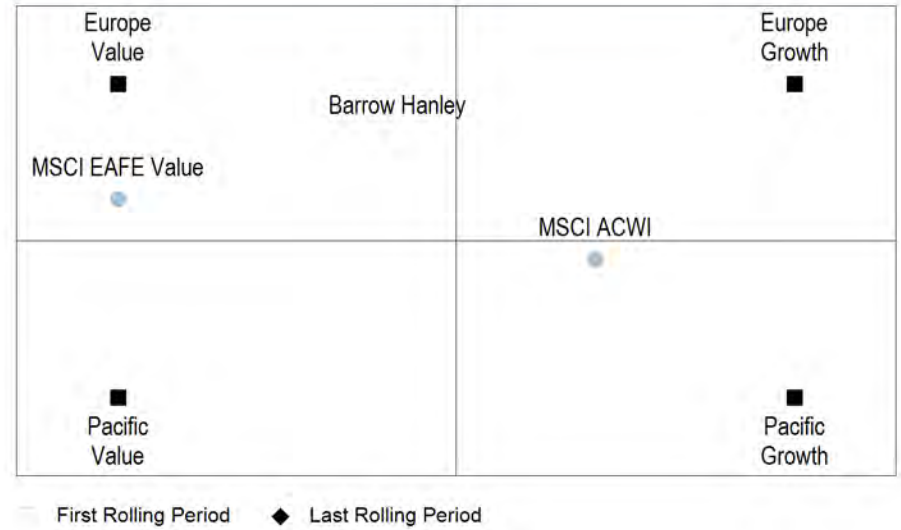 Europe
Value
Europe
Growth
Barrow Hanley
MSCI EAFE Value
MSCI ACWI
Pacific
Value
Pacific
Growth
First Rolling Period
Last Rolling Period